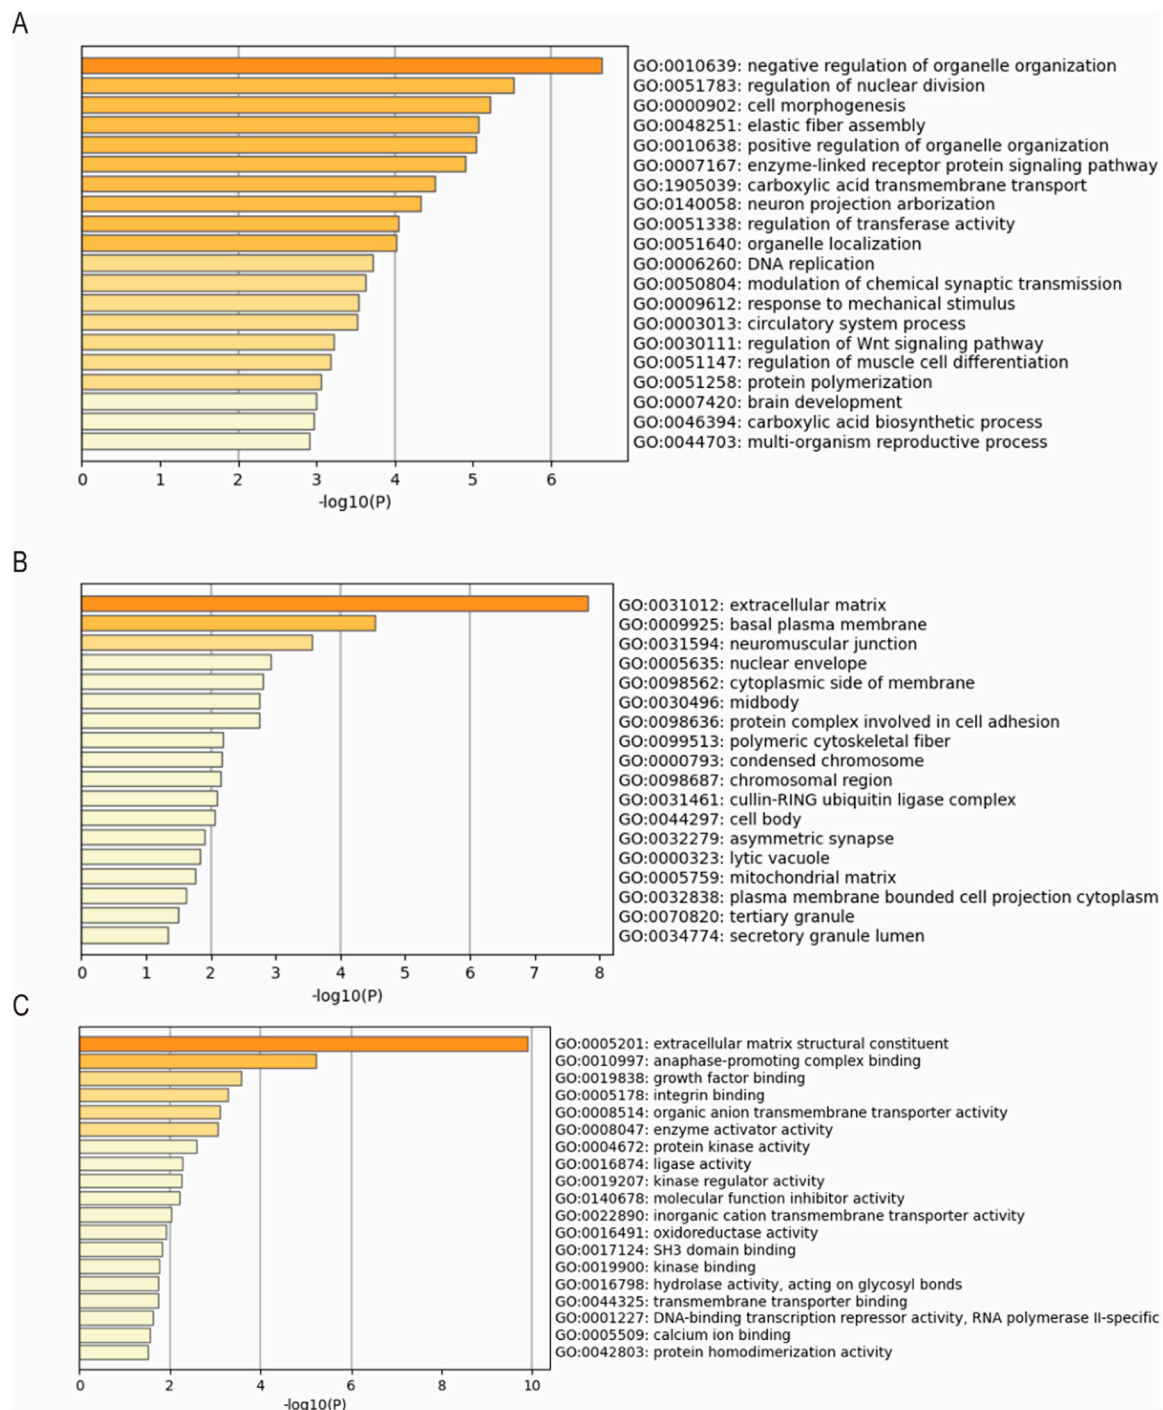 A
GO:0010639: negative regulation of organelle organization
GO:0051783: regulation of nuclear division
GO:0000902: cell morphogenesis
GO:0048251: elastic fiber assembly
GO:0010638: positive regulation of organelle organization
GO:0007167: enzyme-linked receptor protein signaling pathway
GO:1905039: carboxylic acid transmembrane transport
GO:0140058: neuron projection arborization
GO:0051338: regulation of transferase activity
GO:0051640: organelle localization
GO:0006260: DNA replication
GO:0050804: modulation of chemical synaptic transmission
GO:0009612: response to mechanical stimulus
GO:0003013: circulatory system process
GO:0030111: regulation of Wnt signaling pathway
GO:0051147: regulation of muscle cell differentiation
GO:0051258: protein polymerization
GO:0007420: brain development
GO:0046394: carboxylic acid biosynthetic process
GO:0044703: multi-organism reproductive process
0 1 2 3 4 5 6
-log10(P)
B
GO:0031012: extracellular matrix
GO:0009925: basal plasma membrane
GO:0031594: neuromuscular junction
GO:0005635: nuclear envelope
GO:0098562: cytoplasmic side of membrane
GO:0030496: midbody
GO:0098636: protein complex involved in cell adhesion
GO:0099513: polymeric cytoskeletal fiber
GO:0000793: condensed chromosome
GO:0098687: chromosomal region
GO:0031461: cullin-RING ubiquitin ligase complex
GO:0044297: cell body
GO:0032279: asymmetric synapse
GO:0000323: lytic vacuole
GO:0005759: mitochondrial matrix
GO:0032838: plasma membrane bounded cell projection cytoplasm
GO:0070820: tertiary granule
GO:0034774: secretory granule lumen
0 1 2 3 4 5 6 7 8
-log10(P)
C
GO:0005201: extracellular matrix structural constituent
GO:0010997: anaphase-promoting complex binding
GO:0019838: growth factor binding
GO:0005178: integrin binding
GO:0008514: organic anion transmembrane transporter activity
GO:0008047: enzyme activator activity
GO:0004672: protein kinase activity
GO:0016874: ligase activity
GO:0019207: kinase regulator activity
GO:0140678: molecular function inhibitor activity
GO:0022890: inorganic cation transmembrane transporter activity
GO:0016491: oxidoreductase activity
GO:0017124: SH3 domain binding
GO:0019900: kinase binding
GO:0016798: hydrolase activity, acting on glycosyl bonds
GO:0044325: transmembrane transporter binding
GO:0001227: DNA-binding transcription repressor activity, RNA polymerase II-specific
GO:0005509: calcium ion binding
GO:0042803: protein homodimerization activity
0 2 4 6 8 10
-log10(P)